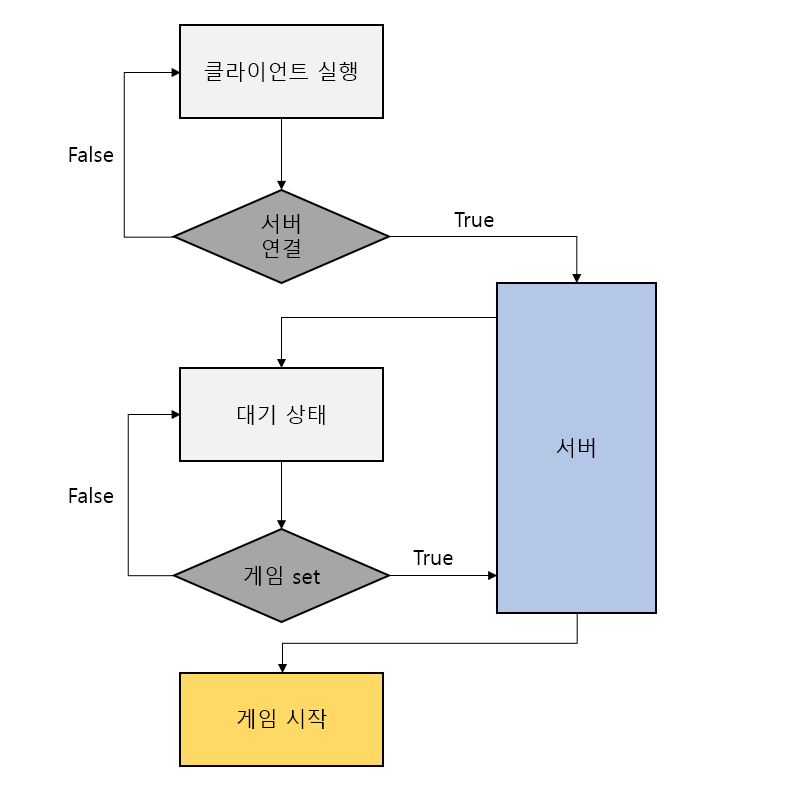 클라이언트 실행
False
서버
연결
True
대기 상태
서버
False
게임 set
True
게임 시작